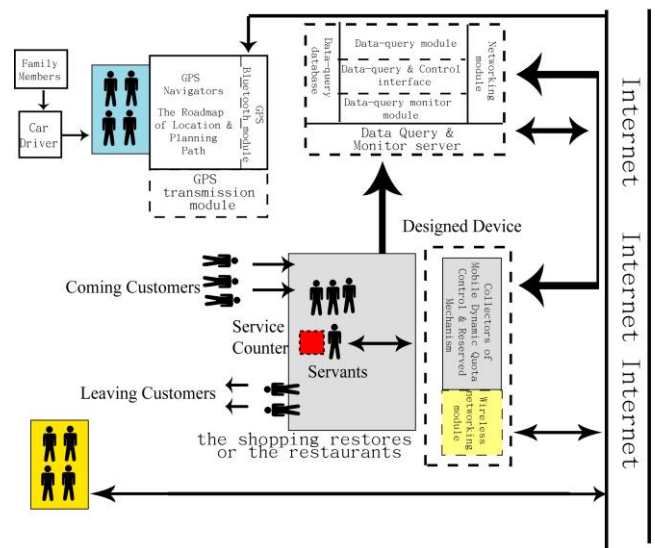 Family
Members
Car
Driver
GPS
Navigators
The Roadmap
of Location &
Planning
Path
GPS
Bluetooth module
GPS
transmission
module
Data-query
database
Data-query module
Data-query & Control
interface
Data-query monitor
module
Networking
module
Data Query &
Monitor server
Internet
Designed Device
Coming Customers
Service
Counter
Servants
Leaving Customers
the shopping restores
or the restaurants
Collectors of
Mobile Dynamic Quota
Control & Reserved
Mechanism
Wireless
networking
module
Internet
Internet